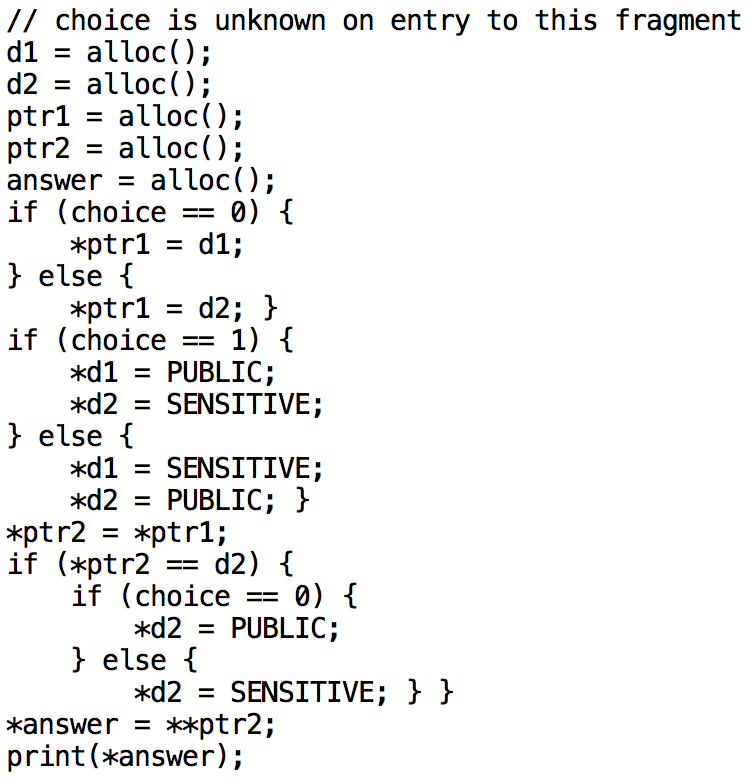 // choice is unknown on entry to this fragment
d1 = alloc();
d2 = alloc();
ptr1 = alloc();
ptr2 = alloc();
answer = alloc();
if (choice == 0) {
    *ptr1 = d1;
} else {
    *ptr1 = d2; }
if (choice == 1) {
    *d1 = PUBLIC;
    *d2 = SENSITIVE;
} else {
    *d1 = SENSITIVE;
    *d2 = PUBLIC; }
*ptr2 = *ptr1;
if (*ptr2 == d2) {
    if (choice == 0) {
        *d2 = PUBLIC;
    } else {
        *d2 = SENSITIVE; } }
*answer = **ptr2;
print(*answer);